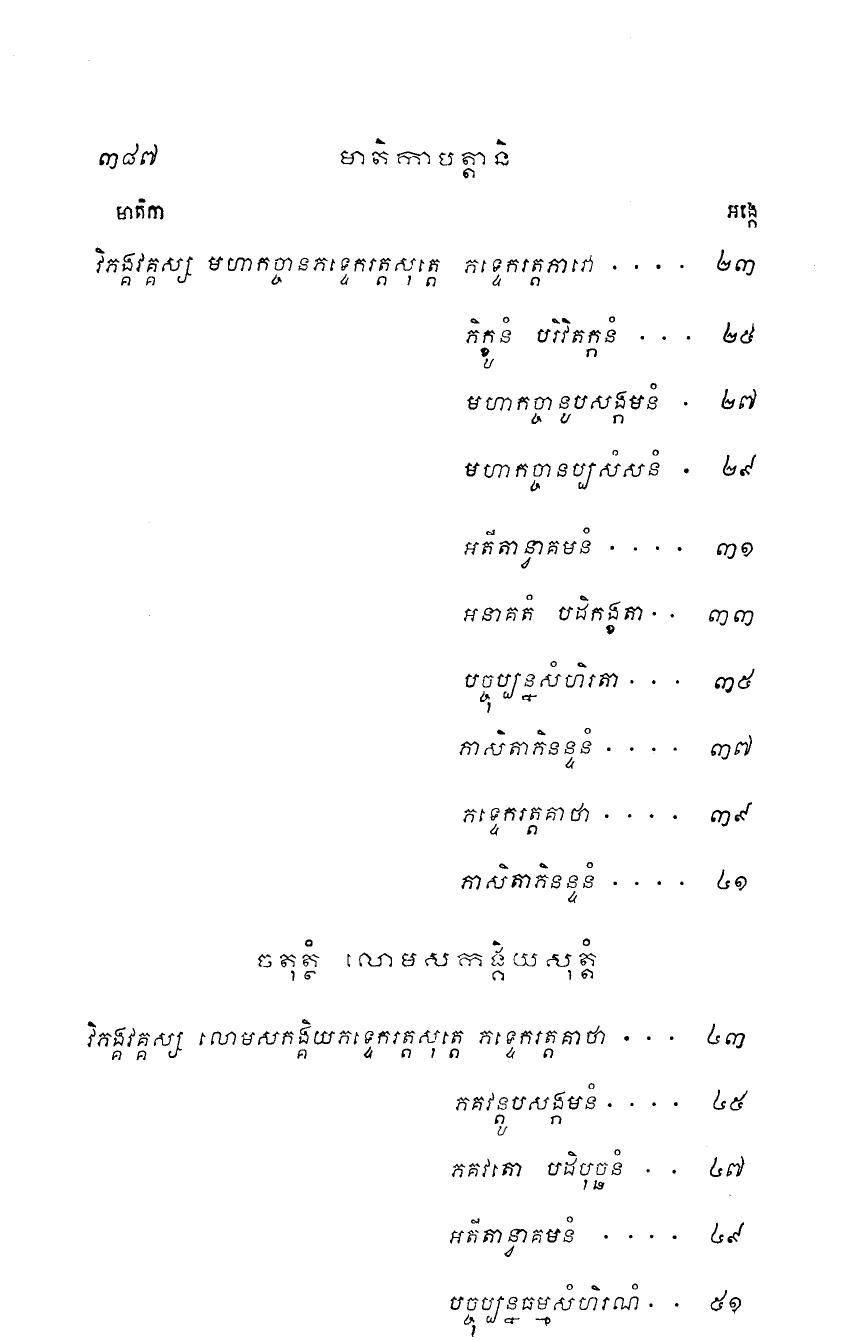 ៣៨៧ មាតិកាបត្តានិ
មាតិកា អង្កេ
វិភង្គវគ្គស្ស មហាកច្ចានភទ្ទេករត្តសុត្តេ ភទ្ទេករត្តភាវោ . . . . ២៣
ភិក្ខូនំ បរិវិតក្កនំ . . . ២៥
មហាកច្ចានូបសង្កមនំ . ២៧
មហាកច្ចានប្បសំសនំ . ២៩
អតីតាន្វាគមនំ . . . . ៣១
អនាគតំ បដិកង្ខតា . . ៣៣
បច្ចុប្បន្នសំហិរតា . . . ៣៥
ភាសិតាភិនន្ទនំ . . . . ៣៧
ភទ្ទេករត្តគាថា . . . . ៣៩
ភាសិតាភិនន្ទនំ . . . . ៤១
ចតុត្ថំ លោមសកង្គិយសុត្តំ
វិភង្គវគ្គស្ស លោមសកង្គិយភទ្ទេករត្តសុត្តេ ភទ្ទេករត្តគាថា . . . ៤៣
ភគវន្តូបសង្កមនំ . . . . ៤៥
ភគវតោ បដិបុច្ឆនំ . . ៤៧
អតីតាន្វាគមនំ . . . . ៤៩
បច្ចុប្បន្នធម្មសំហិរណំ . . ៥១